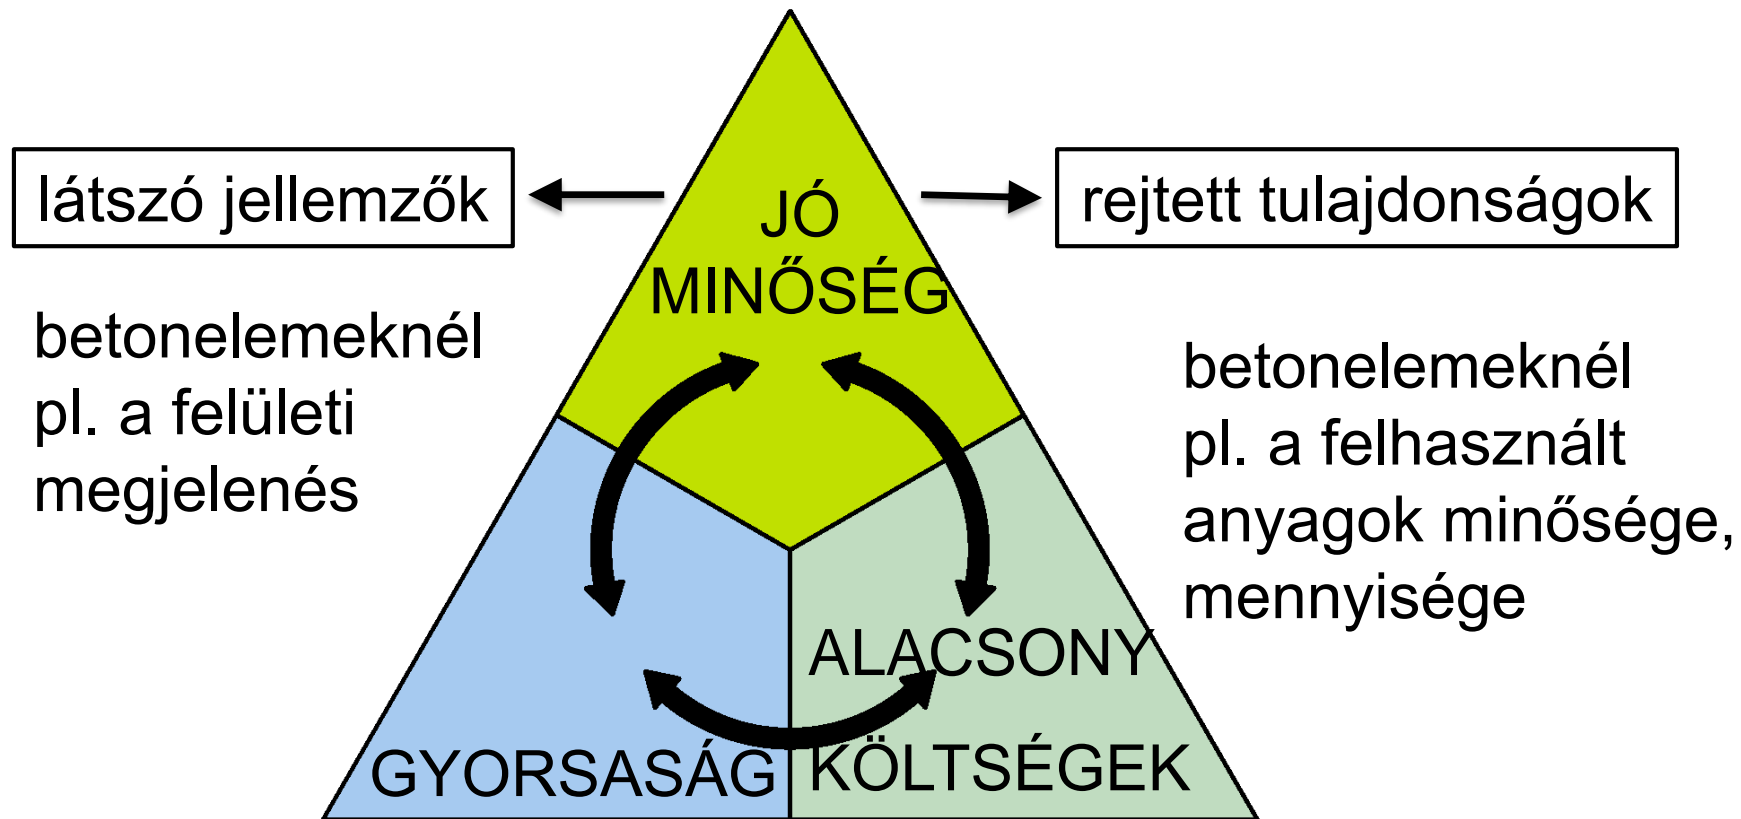 látszó jellemzők
betonelemeknél
pl. a felületi
megjelenés
JÓ
MINŐSÉG
rejtett tulajdonságok
betonelemeknél
pl. a felhasznált
anyagok minősége,
mennyisége
GYORSASÁG
ALACSONY
KÖLTSÉGEK